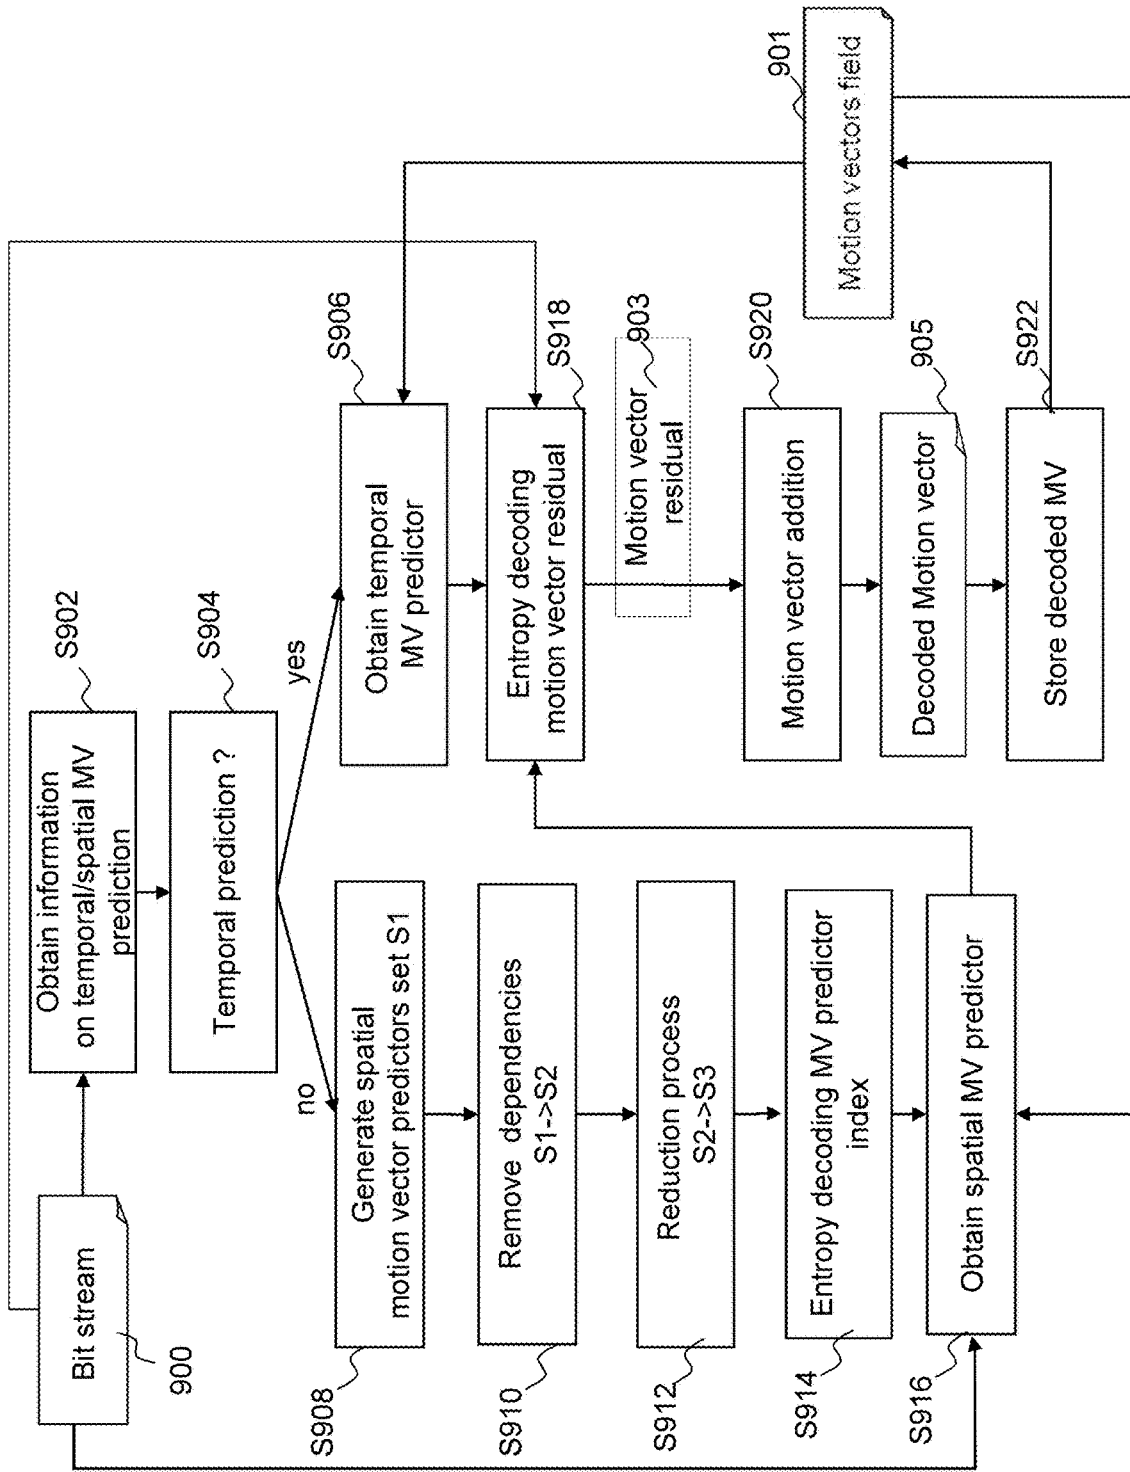 Bit stream
900
Obtain information
on temporal/spatial MV
prediction
S902
Temporal prediction ?
S904
no
yes
Generate spatial
motion vector predictors set S1
S908
Remove dependencies
S1->S2
S910
Reduction process
S2->S3
S912
Entropy decoding MV predictor
index
S914
Obtain spatial MV predictor
S916
Obtain temporal
MV predictor
S906
Entropy decoding
motion vector residual
S918
Motion vector
residual
903
Motion vector addition
S920
Decoded Motion vector
905
Store decoded MV
S922
Motion vectors field
901